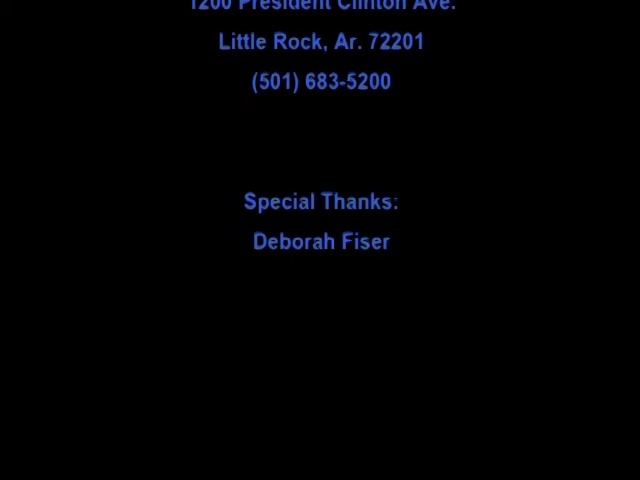 1200 President Clinton Ave.
Little Rock, Ar. 72201
(501) 683-5200
Special Thanks:
Deborah Fiser